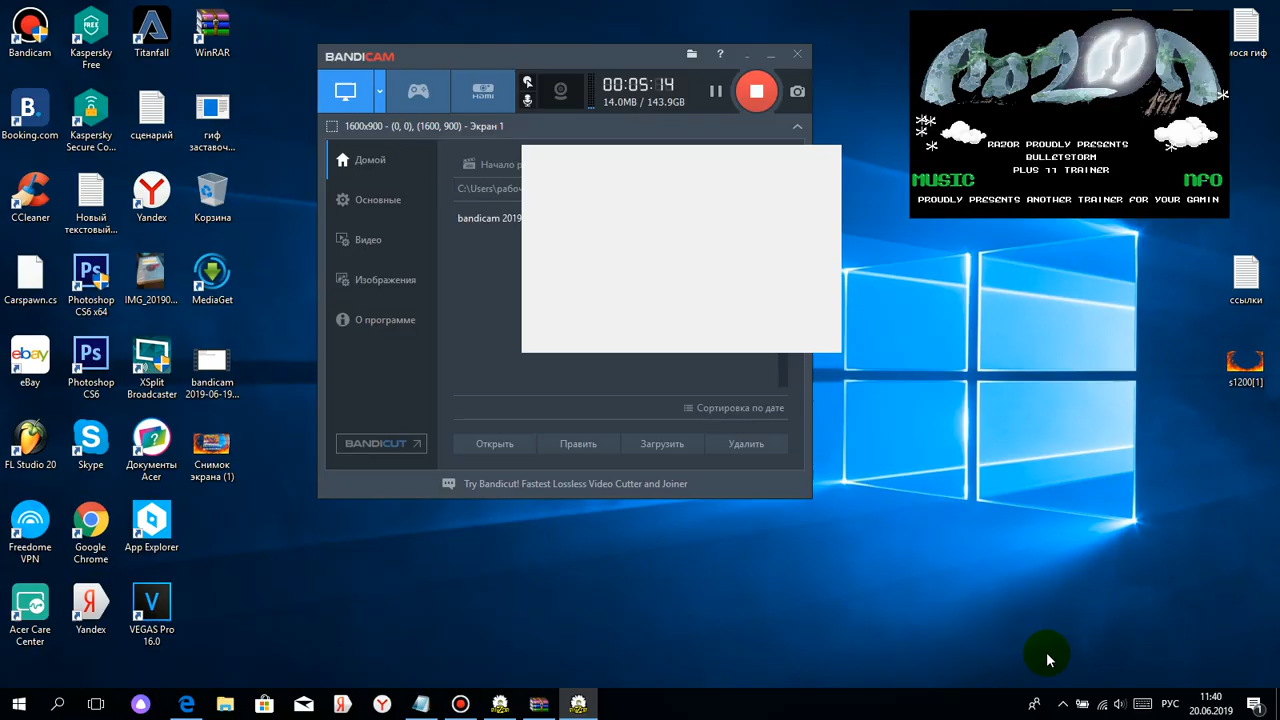 Bandicam
Kaspersky
Free
Titanfall
WinRAR
Booking.com
Kaspersky
Secure Co...
сценарий
гиф
заставоч...
CCleaner
Новый
текстовый...
Yandex
Корзина
Carspawn.cs
Photoshop
CS6 x64
IMG_20190...
MediaGet
eBay
Photoshop
CS6
XSplit
Broadcaster
bandicam
2019-06-19...
FL Studio 20
Skype
Документы
Acer
Снимок
экрана (1)
Freedome
VPN
Google
Chrome
App Explorer
Acer Care
Center
Yandex
VEGAS Pro
16.0
BANDICAM
HDMI
00:05:14
14.0MB / 143.9GB
1600x900 - (0, 0), (1600, 900) - Экран 1
Домой
Основные
Видео
Изображения
О программе
BANDICUT
Начало р
C:\Users\рабоч
bandicam 2019
Сортировка по дате
Открыть
Править
Загрузить
Удалить
Try Bandicut! Fastest Lossless Video Cutter and Joiner
1911
RAZOR PROUDLY PRESENTS
BULLETSTORM
PLUS 11 TRAINER
MUSIC
NFO
PROUDLY PRESENTS ANOTHER TRAINER FOR YOUR GAMIN
мося гиф
ссылки
s1200[1]
РУС
11:40
20.06.2019